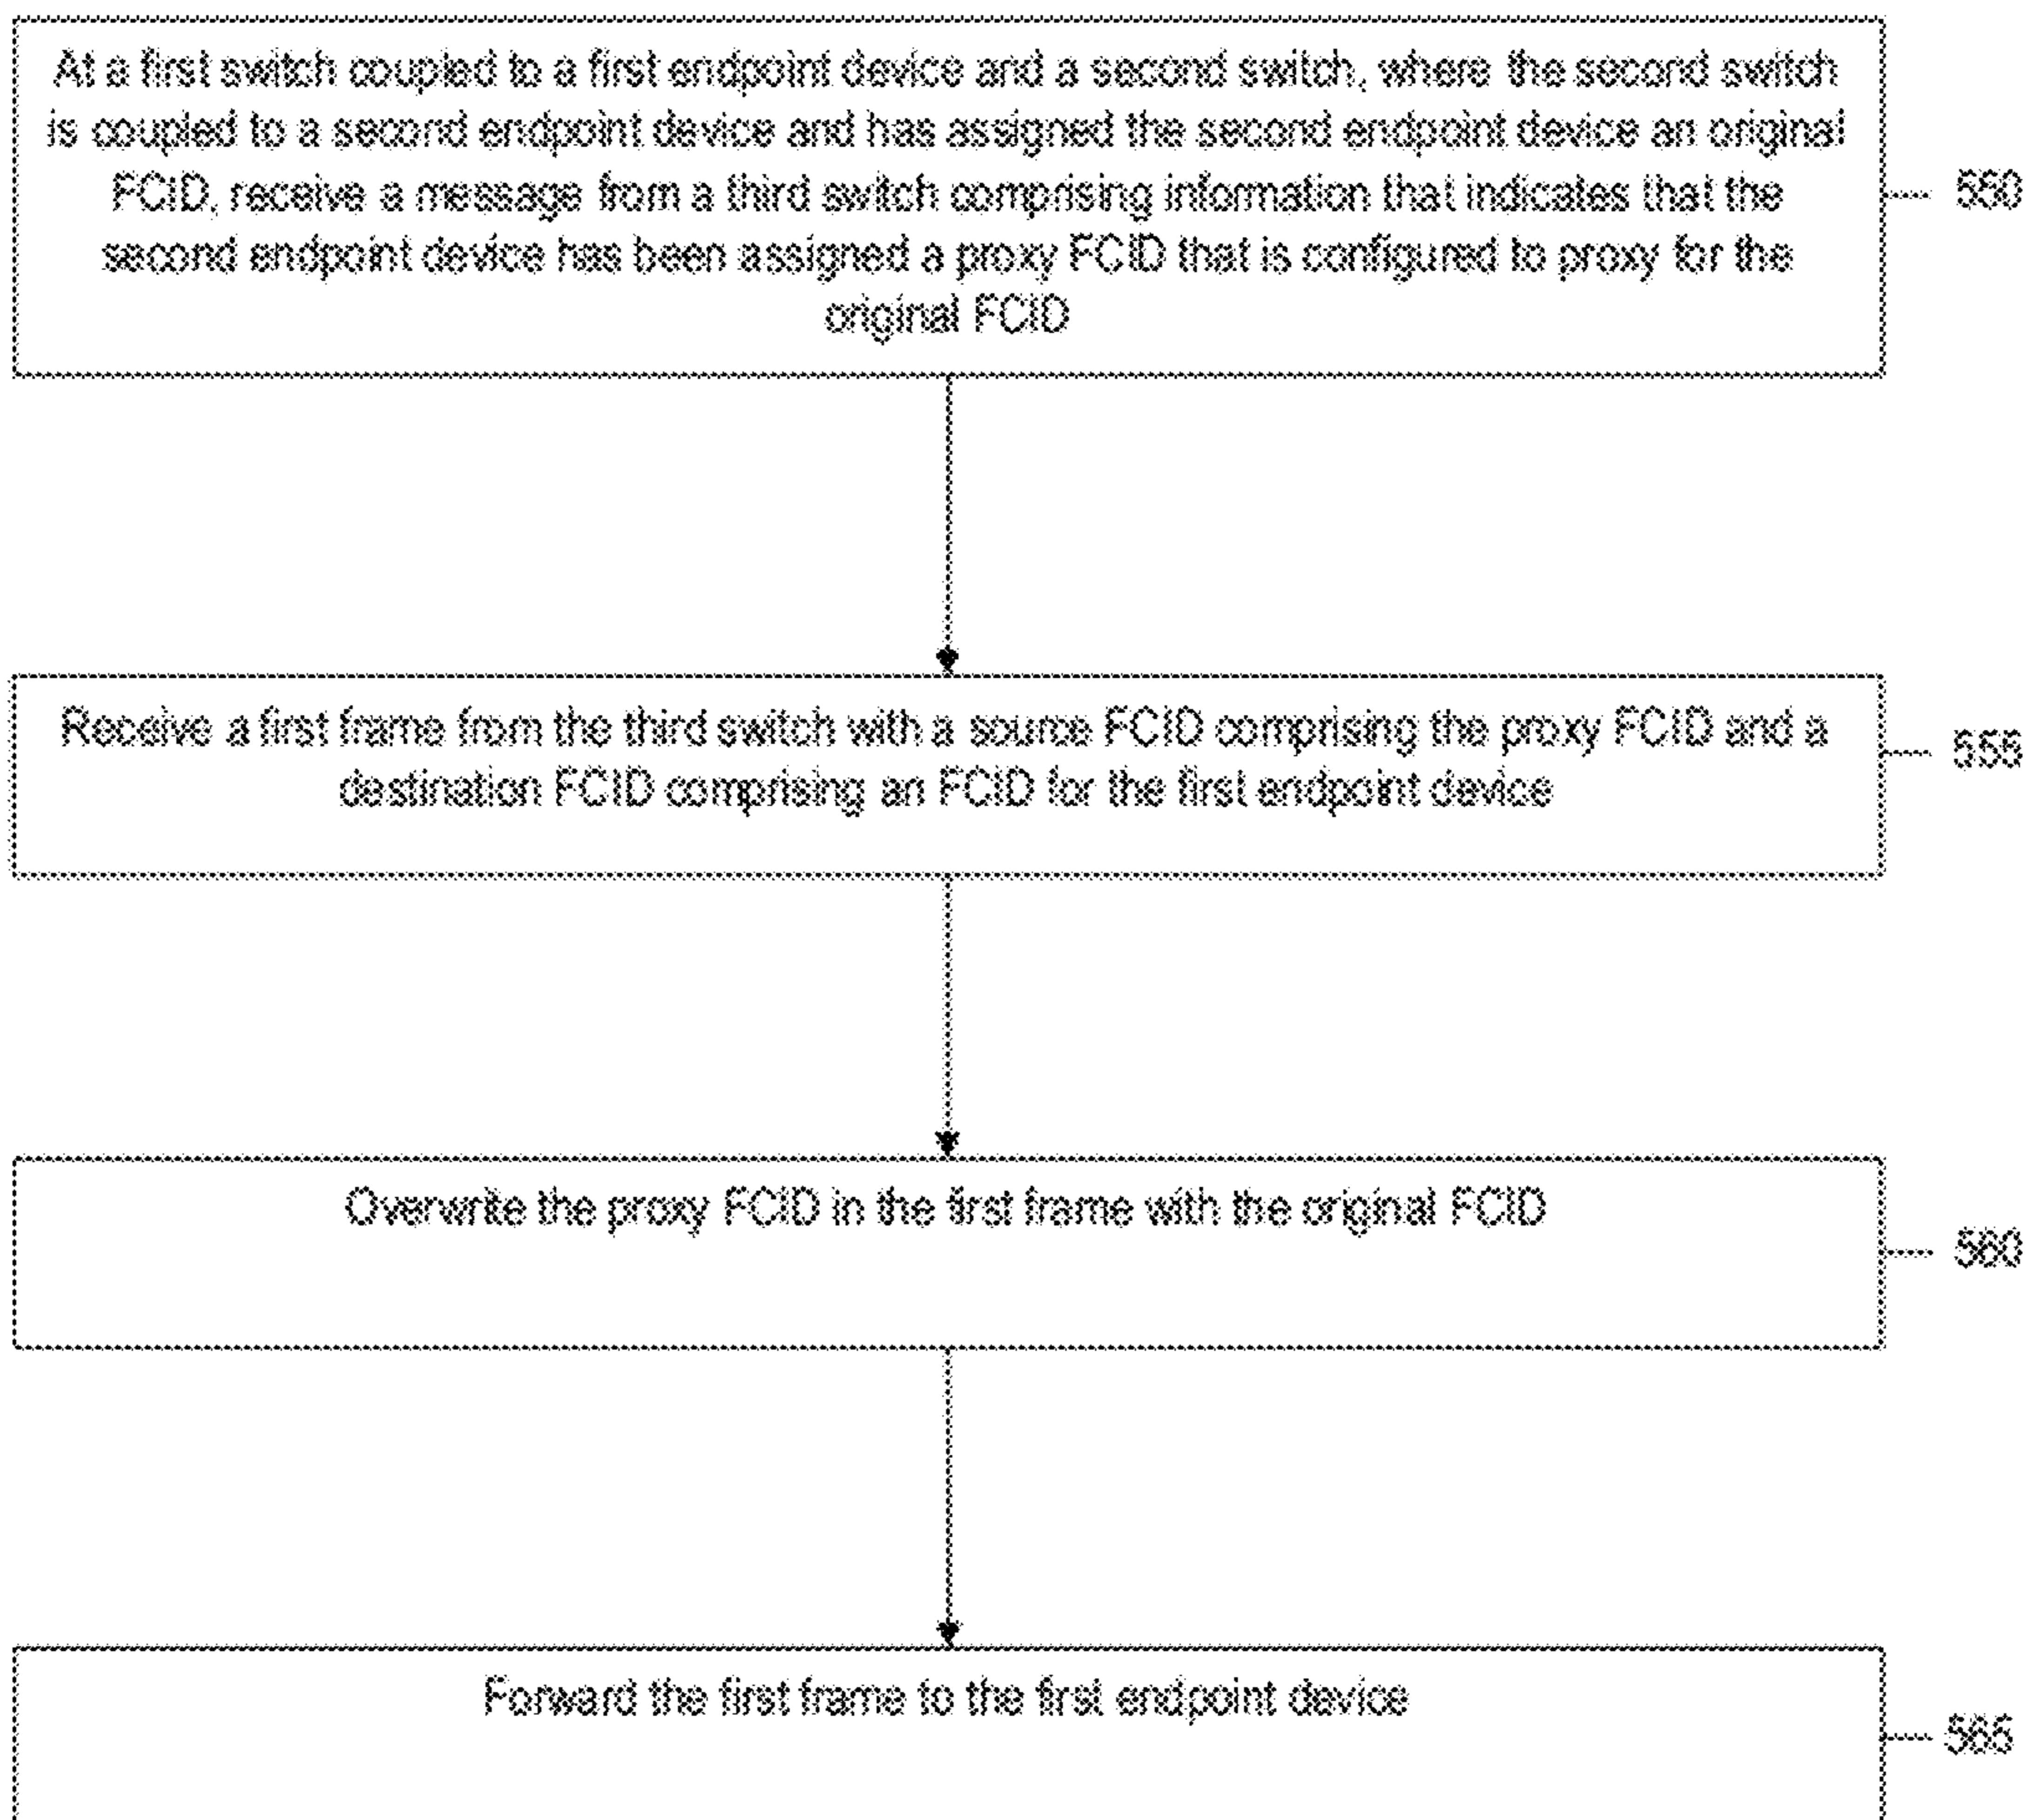 At a first switch coupled to a first endpoint device and a second switch, where the second switch
is coupled to a second endpoint device and has assigned the second endpoint device an original
FCID, receive a message from a third switch comprising information that indicates that the
second endpoint device has been assigned a proxy FCID that is configured to proxy for the
original FCID
550
Receive a first frame from the third switch with a source FCID comprising the proxy FCID and a
destination FCID comprising an FCID for the first endpoint device
555
Overwrite the proxy FCID in the first frame with the original FCID
560
Forward the first frame to the first endpoint device
565